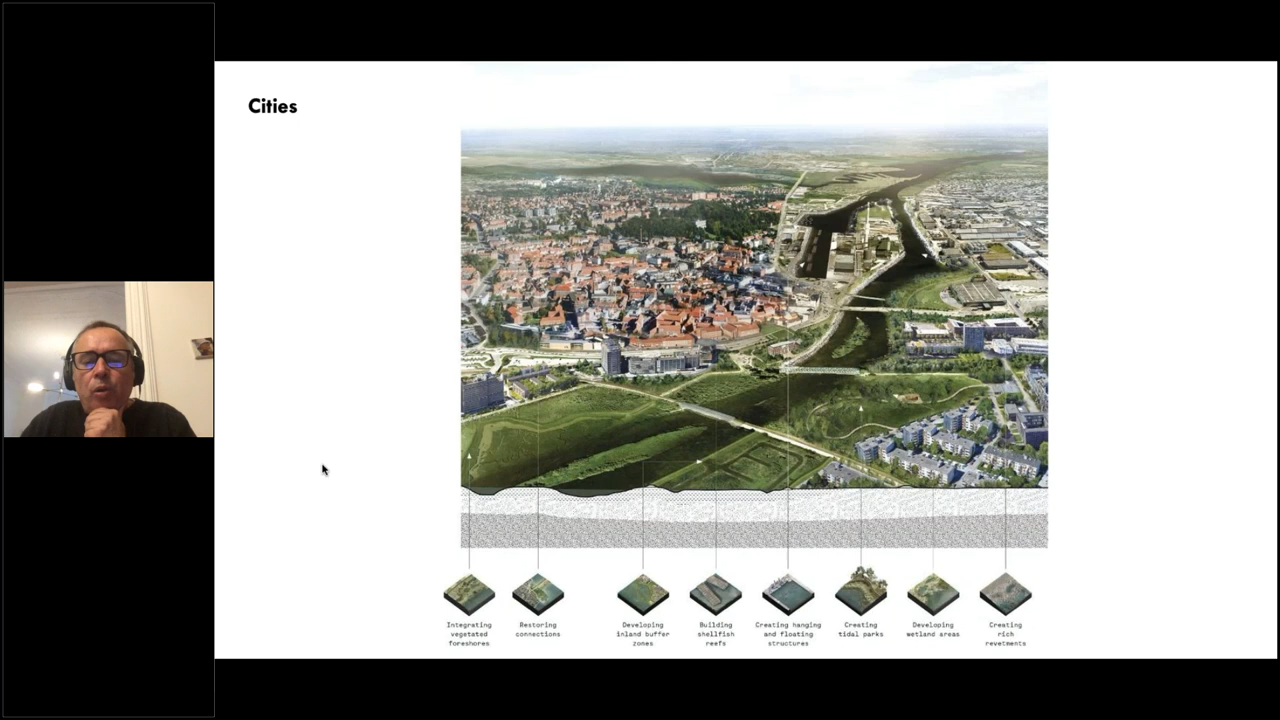 Cities
Integrating
vegetated
foreshores
Restoring
connections
Developing
inland buffer
zones
Building
shellfish
reefs
Creating hanging
and floating
structures
Creating
tidal parks
Developing
wetland areas
Creating
rich
revetments